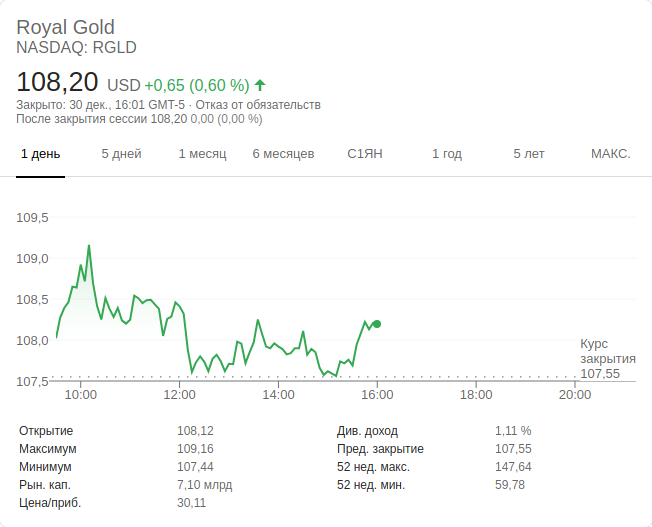 Royal Gold
NASDAQ: RGLD
108,20 USD +0,65 (0,60 %)
Закрыто: 30 дек., 16:01 GMT-5 · Отказ от обязательств
После закрытия сессии 108,20 0,00 (0,00 %)
1 день 5 дней 1 месяц 6 месяцев С1ЯН 1 год 5 лет МАКС.
109,5
109,0
108,5
108,0
Курс
закрытия
107,55
107,5
10:00 12:00 14:00 16:00 18:00 20:00
Открытие 108,12 Див. доход 1,11 %
Максимум 109,16 Пред. закрытие 107,55
Минимум 107,44 52 нед. макс. 147,64
Рын. кап. 7,10 млрд 52 нед. мин. 59,78
Цена/приб. 30,11